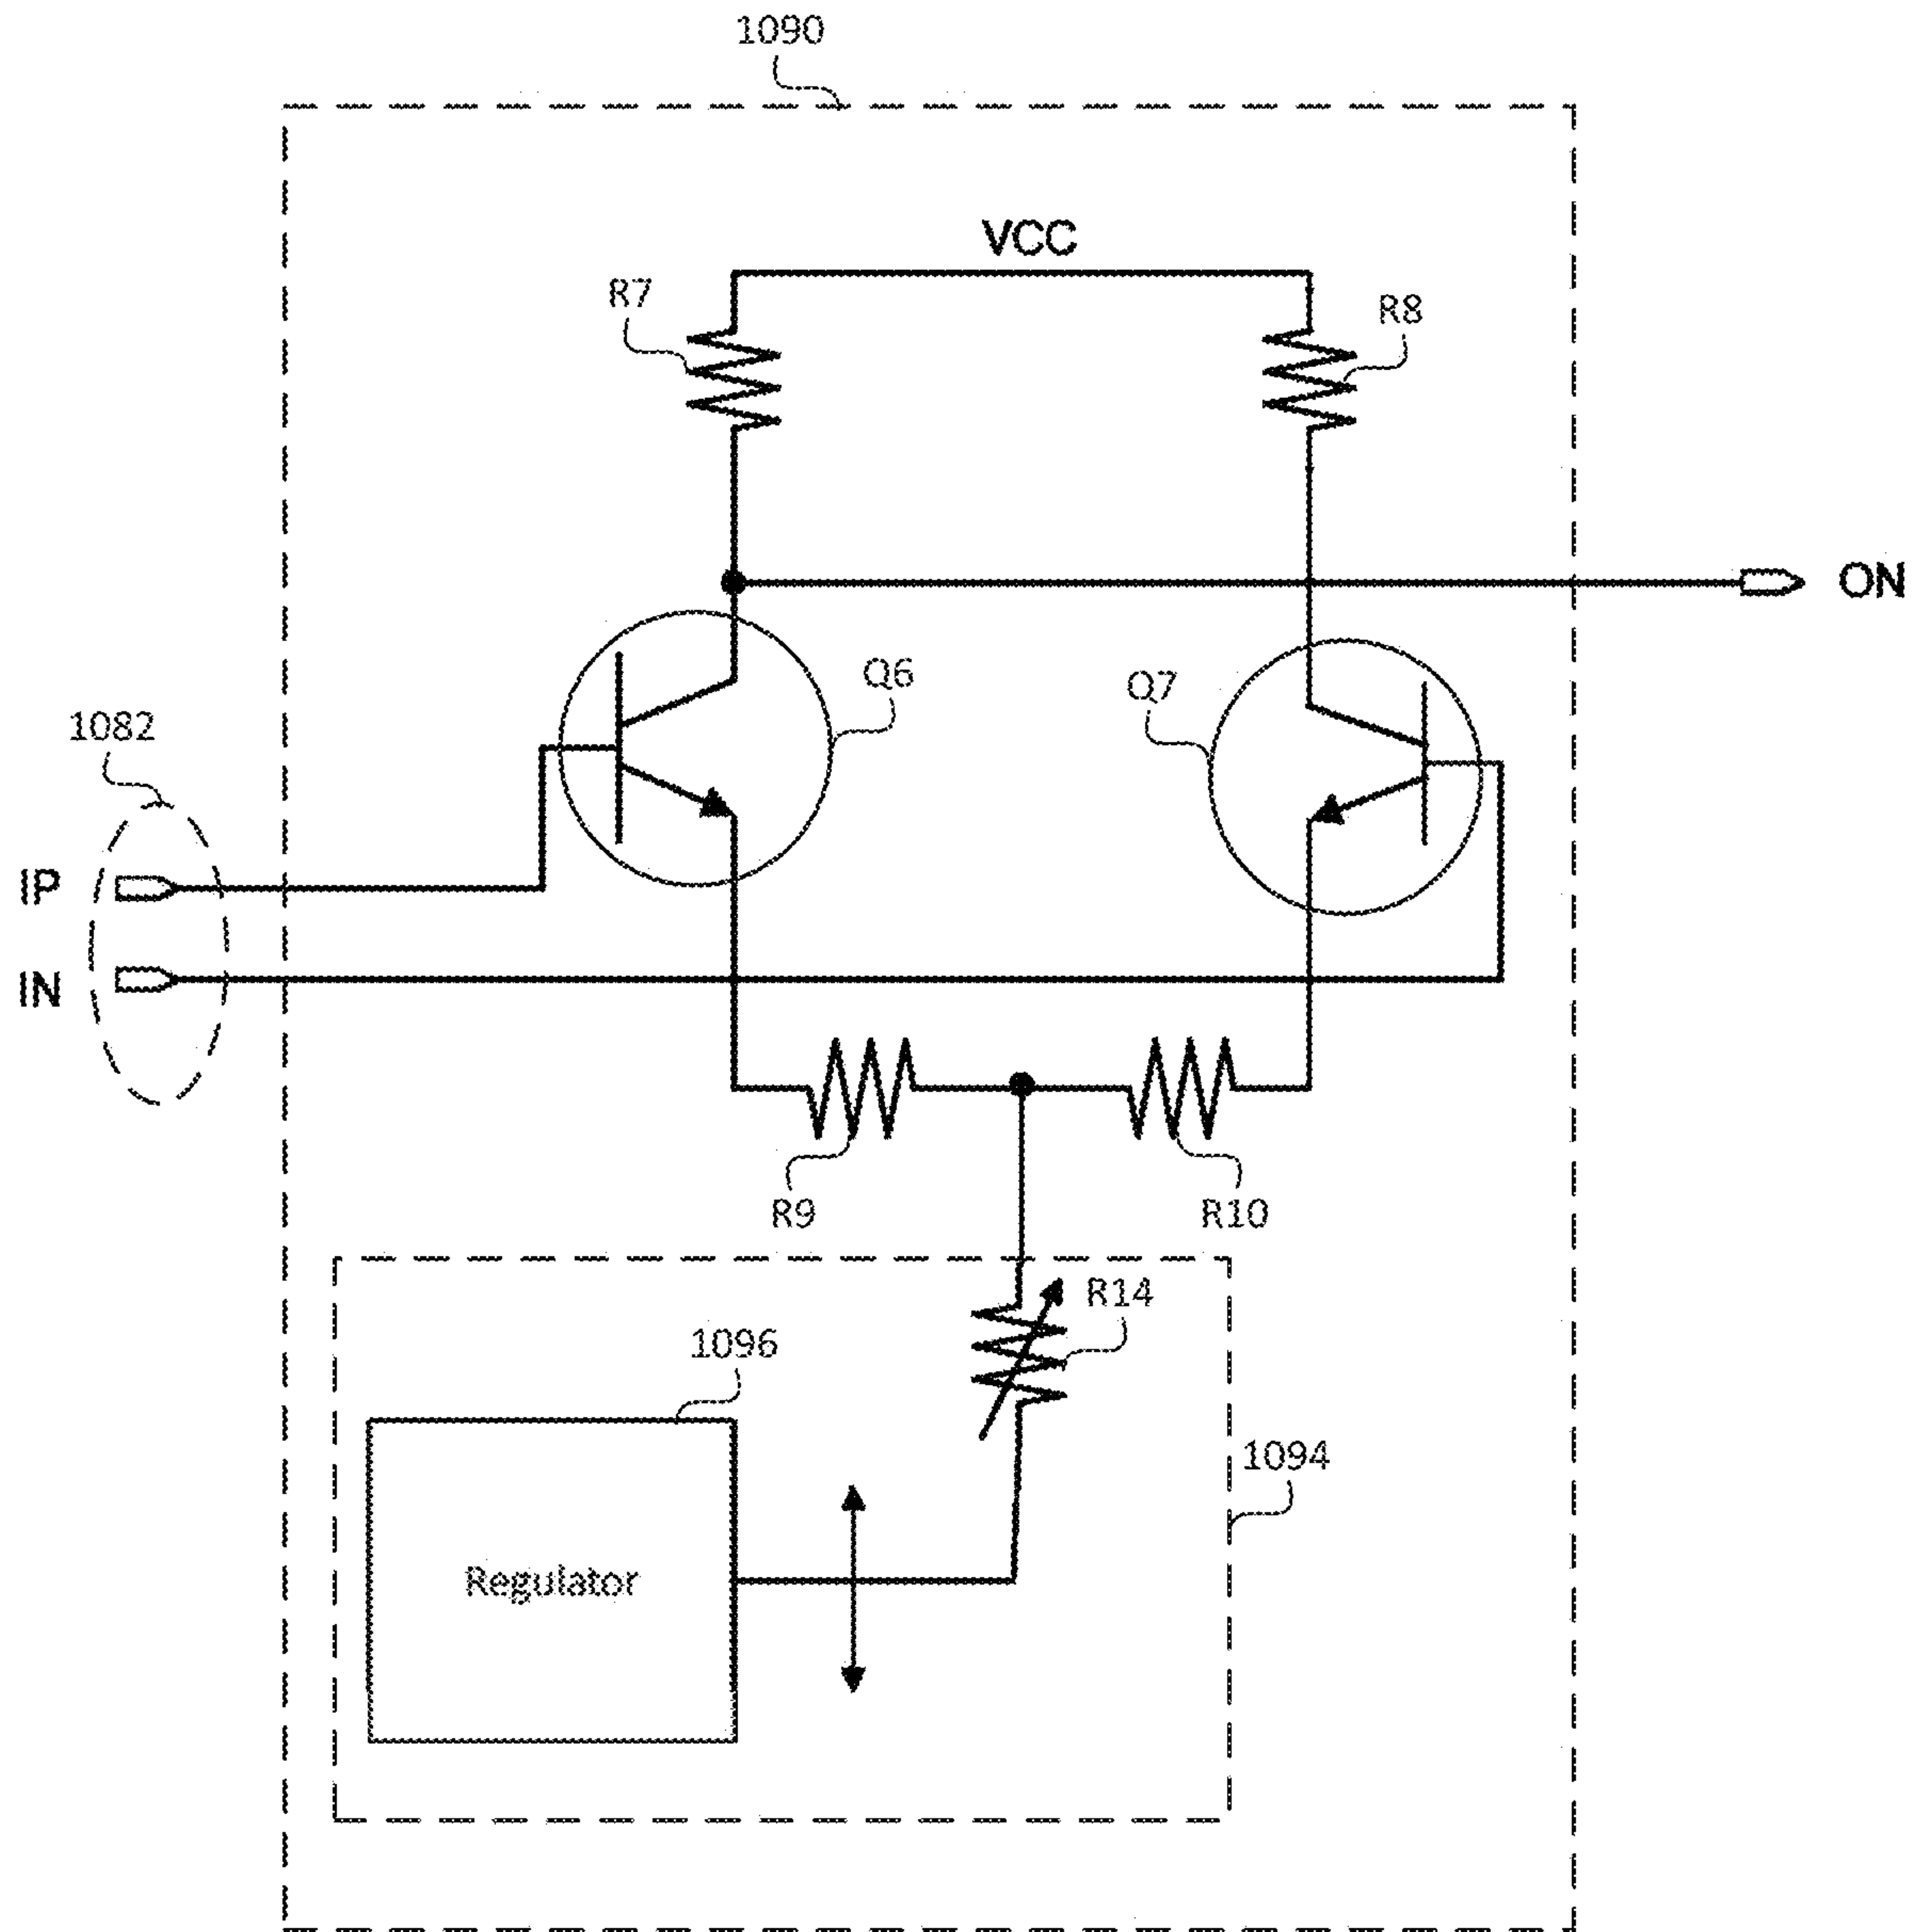 1090
VCC
R7
R8
ON
Q6
Q7
1082
IP
IN
R9
R10
R14
1096
1094
Regulator